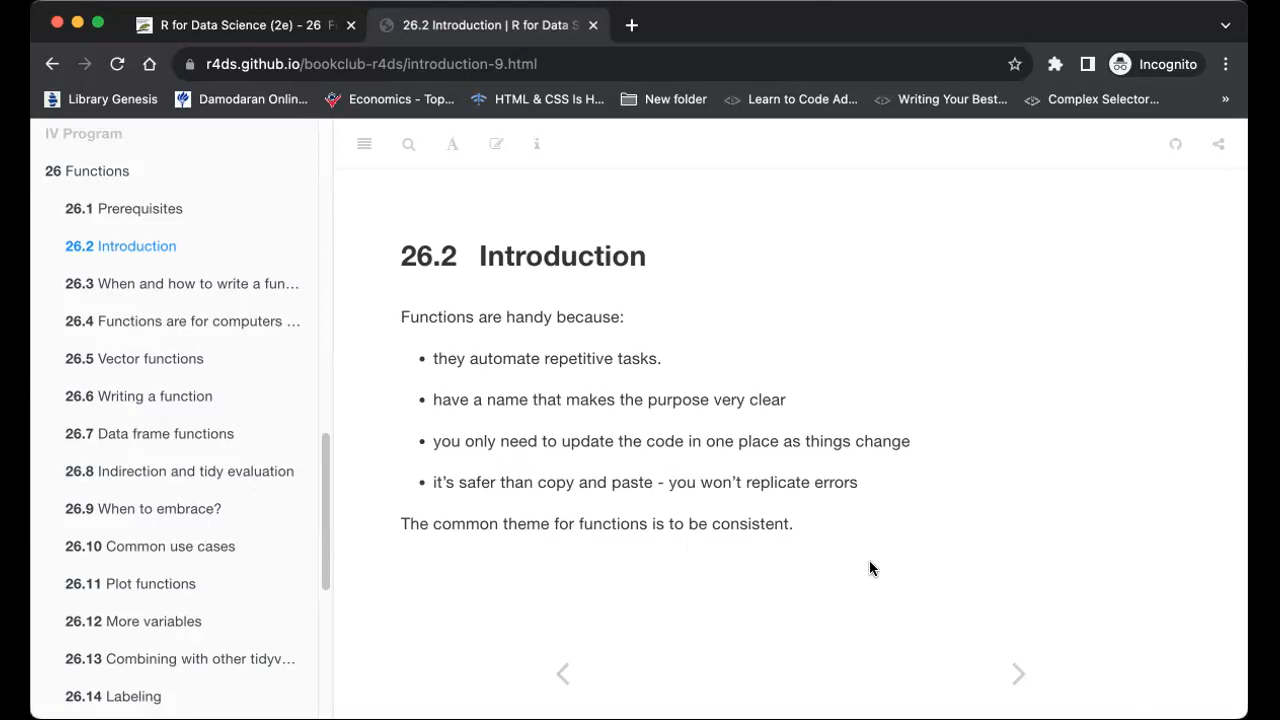 R for Data Science (2e) - 26
26.2 Introduction | R for Data S
r4ds.github.io/bookclub-r4ds/introduction-9.html
Incognito
Library Genesis
Damodaran Onlin...
Economics - Top...
HTML & CSS Is H...
New folder
Learn to Code Ad...
Writing Your Best...
Complex Selector...
»
IV Program
26 Functions
26.1 Prerequisites
26.2 Introduction
26.3 When and how to write a fun...
26.4 Functions are for computers ...
26.5 Vector functions
26.6 Writing a function
26.7 Data frame functions
26.8 Indirection and tidy evaluation
26.9 When to embrace?
26.10 Common use cases
26.11 Plot functions
26.12 More variables
26.13 Combining with other tidyv...
26.14 Labeling
26.2 Introduction
Functions are handy because:
• they automate repetitive tasks.
• have a name that makes the purpose very clear
• you only need to update the code in one place as things change
• it's safer than copy and paste - you won't replicate errors
The common theme for functions is to be consistent.